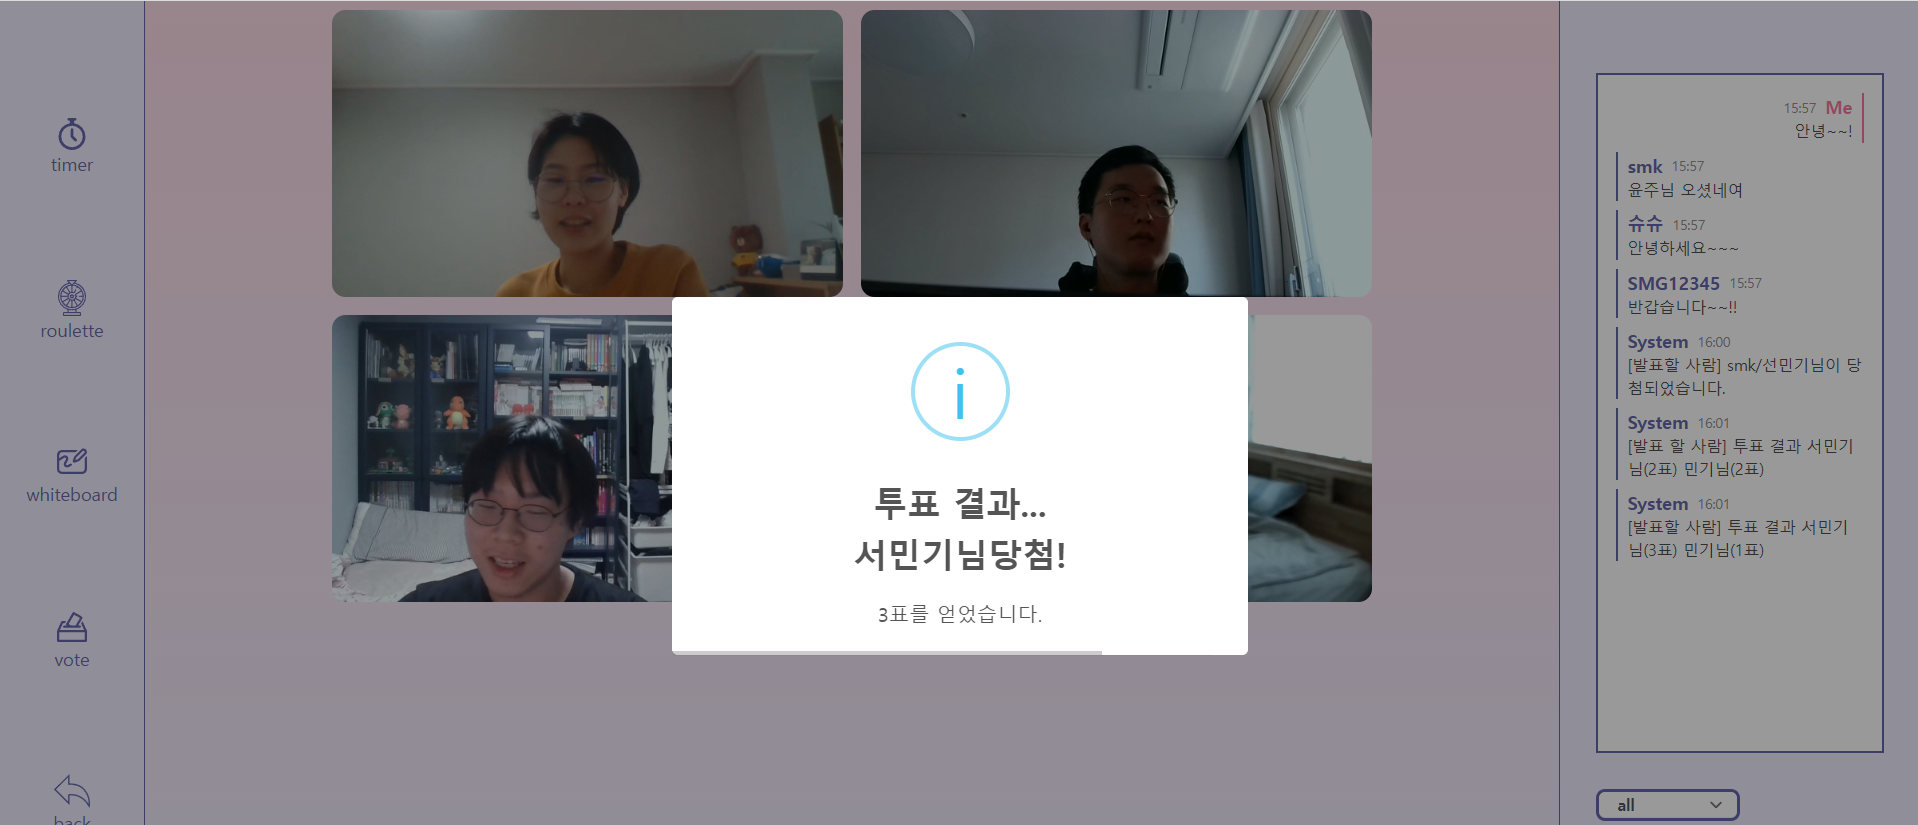 timer
roulette
whiteboard
vote
back
투표 결과...
서민기님당첨!
3표를 얻었습니다.
15:57 Me
안녕~~!
smk 15:57
윤주님 오셨네여
슈슈 15:57
안녕하세요~~~
SMG12345 15:57
반갑습니다~~!!
System 16:00
[발표할 사람] smk/선민기님이 당
첨되었습니다.
System 16:01
[발표 할 사람] 투표 결과 서민기
님(2표) 민기님(2표)
System 16:01
[발표할 사람] 투표 결과 서민기
님(3표) 민기님(1표)
all